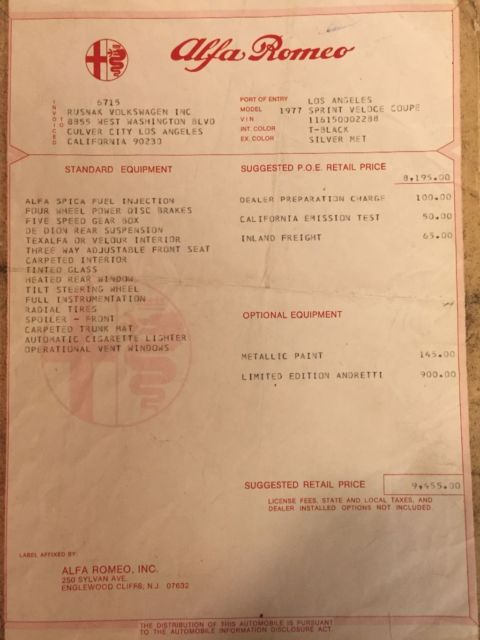 Alfa Romeo
INVOICED TO
6715
RUSNAK VOLKSWAGEN INC
8855 WEST WASHINGTON BLVD
CULVER CITY LOS ANGELES
CALIFORNIA 90230
PORT OF ENTRY LOS ANGELES
MODEL 1977 SPRINT VELOCE COUPE
V I N 116150002288
INT. COLOR T-BLACK
EX. COLOR SILVER MET
STANDARD EQUIPMENT
ALFA SPICA FUEL INJECTION
FOUR WHEEL POWER DISC BRAKES
FIVE SPEED GEAR BOX
DE DION REAR SUSPENSION
TEXALFA OR VELOUR INTERIOR
THREE WAY ADJUSTABLE FRONT SEAT
CARPETED INTERIOR
TINTED GLASS
HEATED REAR WINDOW
TILT STEERING WHEEL
FULL INSTRUMENTATION
RADIAL TIRES
SPOILER - FRONT
CARPETED TRUNK MAT
AUTOMATIC CIGARETTE LIGHTER
OPERATIONAL VENT WINDOWS
SUGGESTED P.O.E. RETAIL PRICE
8,195.00
DEALER PREPARATION CHARGE 100.00
CALIFORNIA EMISSION TEST 50.00
INLAND FREIGHT 65.00
OPTIONAL EQUIPMENT
METALLIC PAINT 145.00
LIMITED EDITION ANDRETTI 900.00
SUGGESTED RETAIL PRICE 9,455.00
LICENSE FEES, STATE AND LOCAL TAXES, AND
DEALER INSTALLED OPTIONS NOT INCLUDED.
LABEL AFFIXED BY:
ALFA ROMEO, INC.
250 SYLVAN AVE.
ENGLEWOOD CLIFFS, N.J. 07632
THE DISTRIBUTION OF THIS AUTOMOBILE IS PURSUANT
TO THE AUTOMOBILE INFORMATION DISCLOSURE ACT.